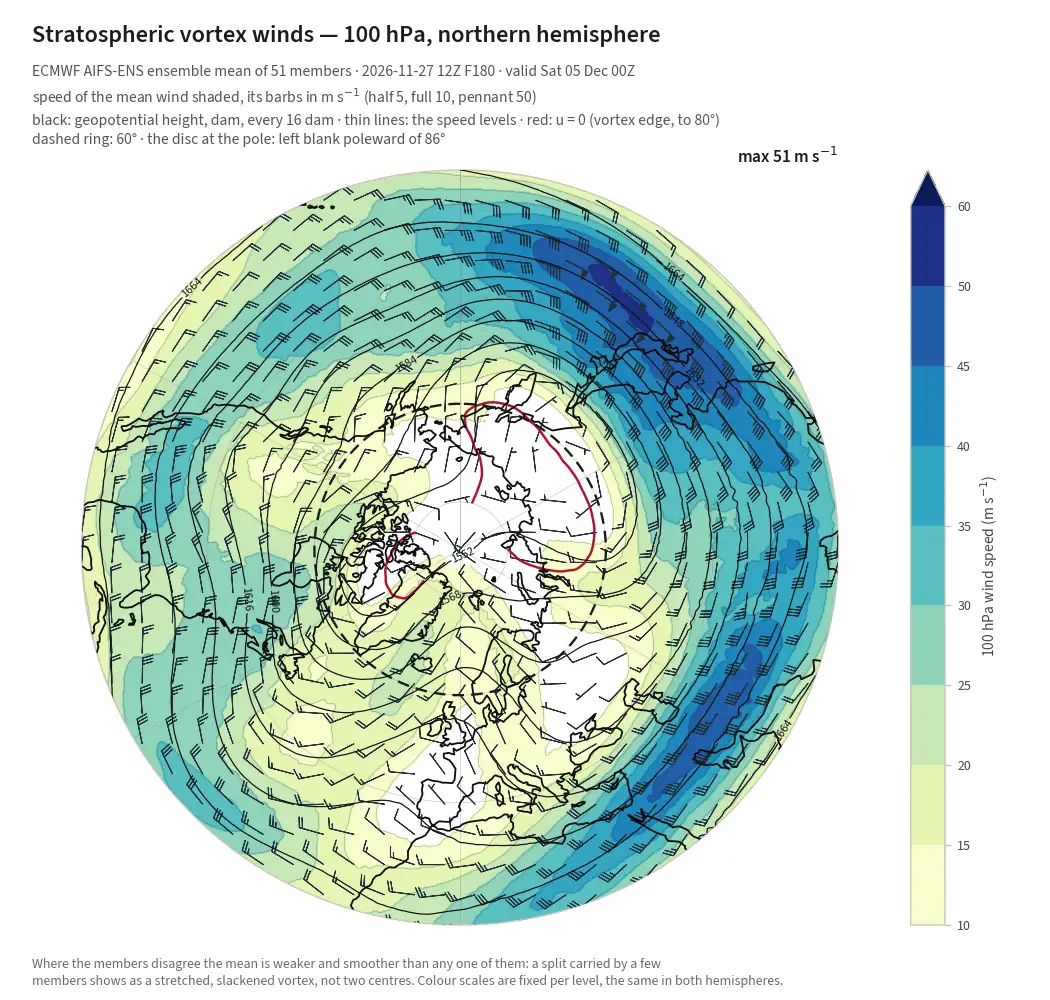 Stratospheric vortex winds — 100 hPa, northern hemisphere
ECMWF AIFS-ENS ensemble mean of 51 members · 2026-11-27 12Z F180 · valid Sat 05 Dec 00Z
speed of the mean wind shaded, its barbs in m s⁻¹ (half 5, full 10, pennant 50)
black: geopotential height, dam, every 16 dam · thin lines: the speed levels · red: u = 0 (vortex edge, to 80°)
dashed ring: 60° · the disc at the pole: left blank poleward of 86°
max 51 m s⁻¹
1664
1664
1648
1632
1584
1552
1568
1616
1600
1664
60
50
45
40
35
30
25
20
15
10
100 hPa wind speed (m s⁻¹)
Where the members disagree the mean is weaker and smoother than any one of them: a split carried by a few
members shows as a stretched, slackened vortex, not two centres. Colour scales are fixed per level, the same in both hemispheres.